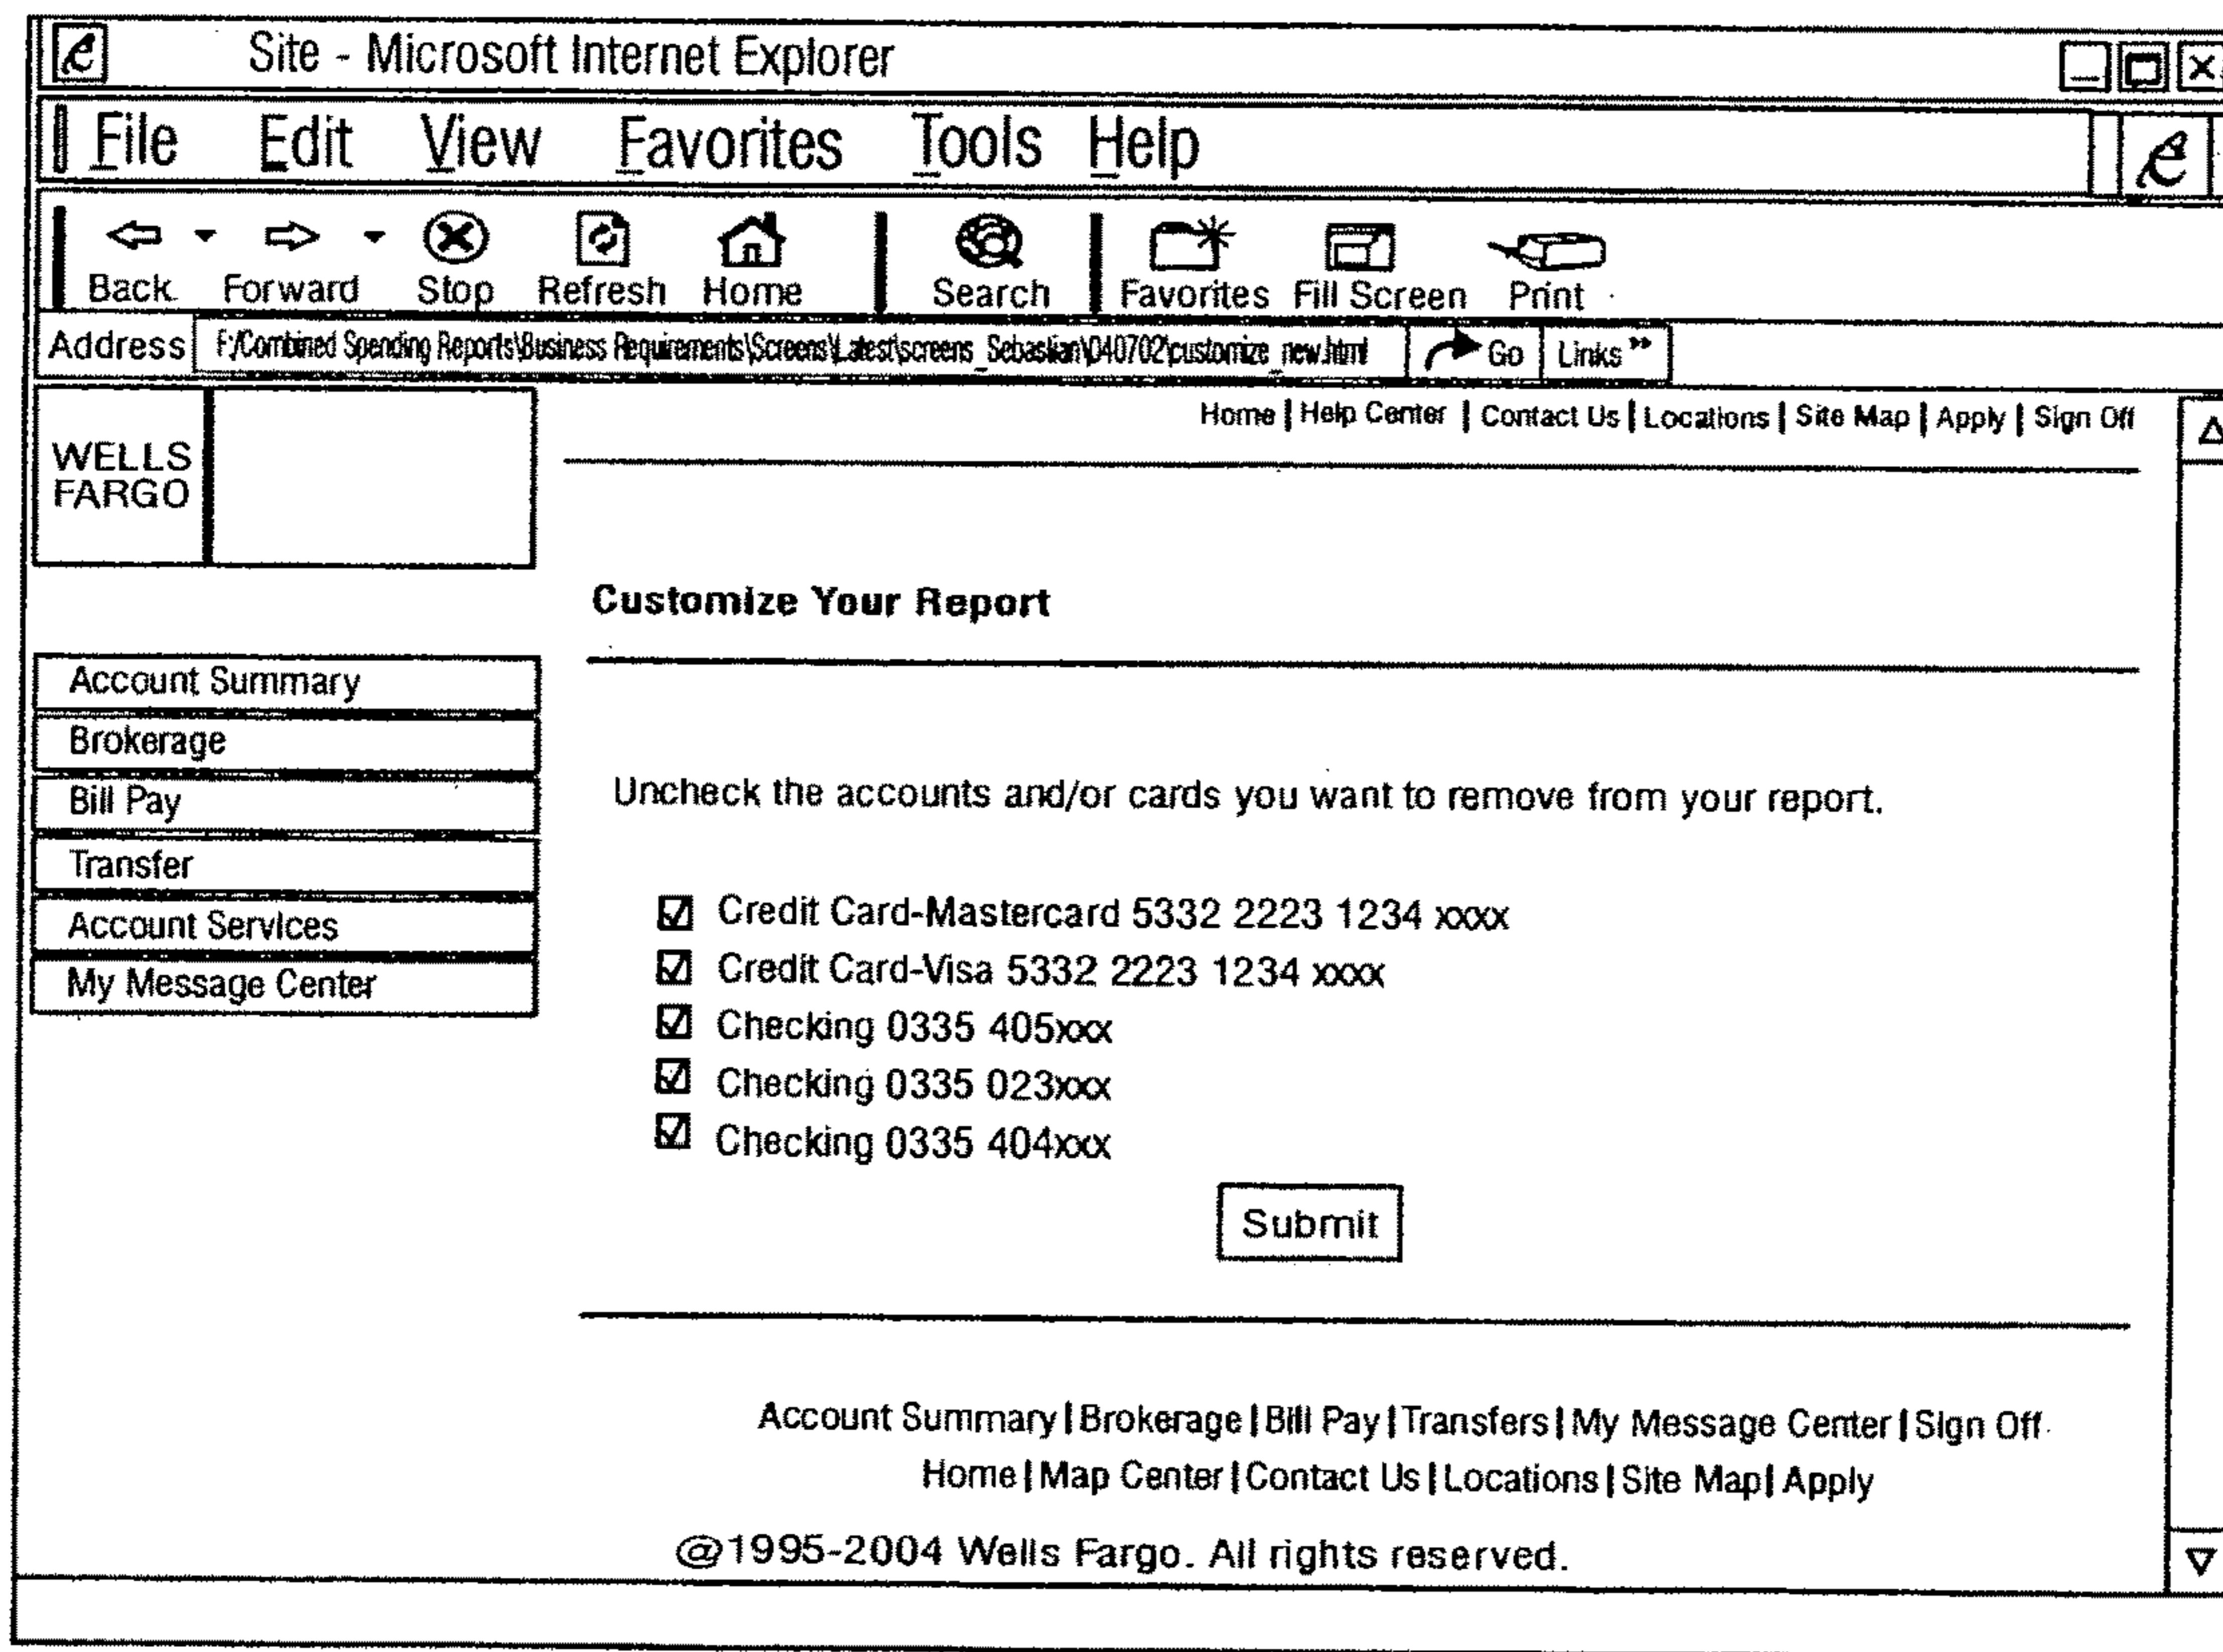 Site - Microsoft Internet Explorer
File Edit View Favorites Tools Help
Back Forward Stop Refresh Home Search Favorites Fill Screen Print
Address F:/Combined Spending Reports\Business Requirements\Screens\Latest\screens_Sebastian\040702\customize_new.html Go Links »
Home | Help Center | Contact Us | Locations | Site Map | Apply | Sign Off
WELLS
FARGO
Customize Your Report
Account Summary
Brokerage
Bill Pay
Transfer
Account Services
My Message Center
Uncheck the accounts and/or cards you want to remove from your report.
Credit Card-Mastercard 5332 2223 1234 xxxx
Credit Card-Visa 5332 2223 1234 xxxx
Checking 0335 405xxx
Checking 0335 023xxx
Checking 0335 404xxx
Submit
Account Summary | Brokerage | Bill Pay | Transfers | My Message Center | Sign Off
Home | Map Center | Contact Us | Locations | Site Map | Apply
@1995-2004 Wells Fargo. All rights reserved.